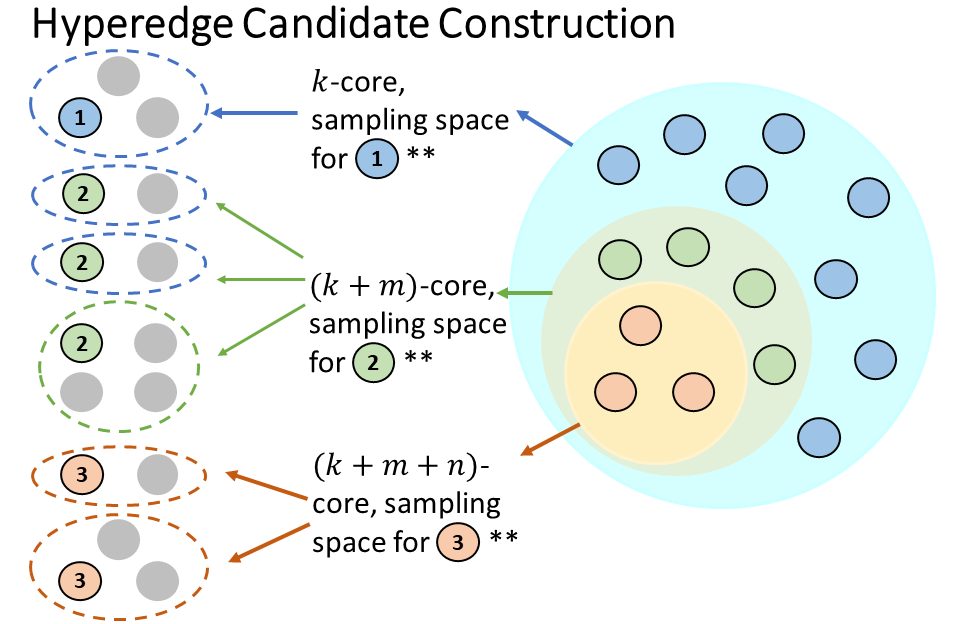 Hyperedge Candidate Construction
k-core,
sampling space
for 1 **
1
2
2
(k + m)-core,
sampling space
for 2 **
2
(k + m + n)-
core, sampling
space for 3 **
3
3